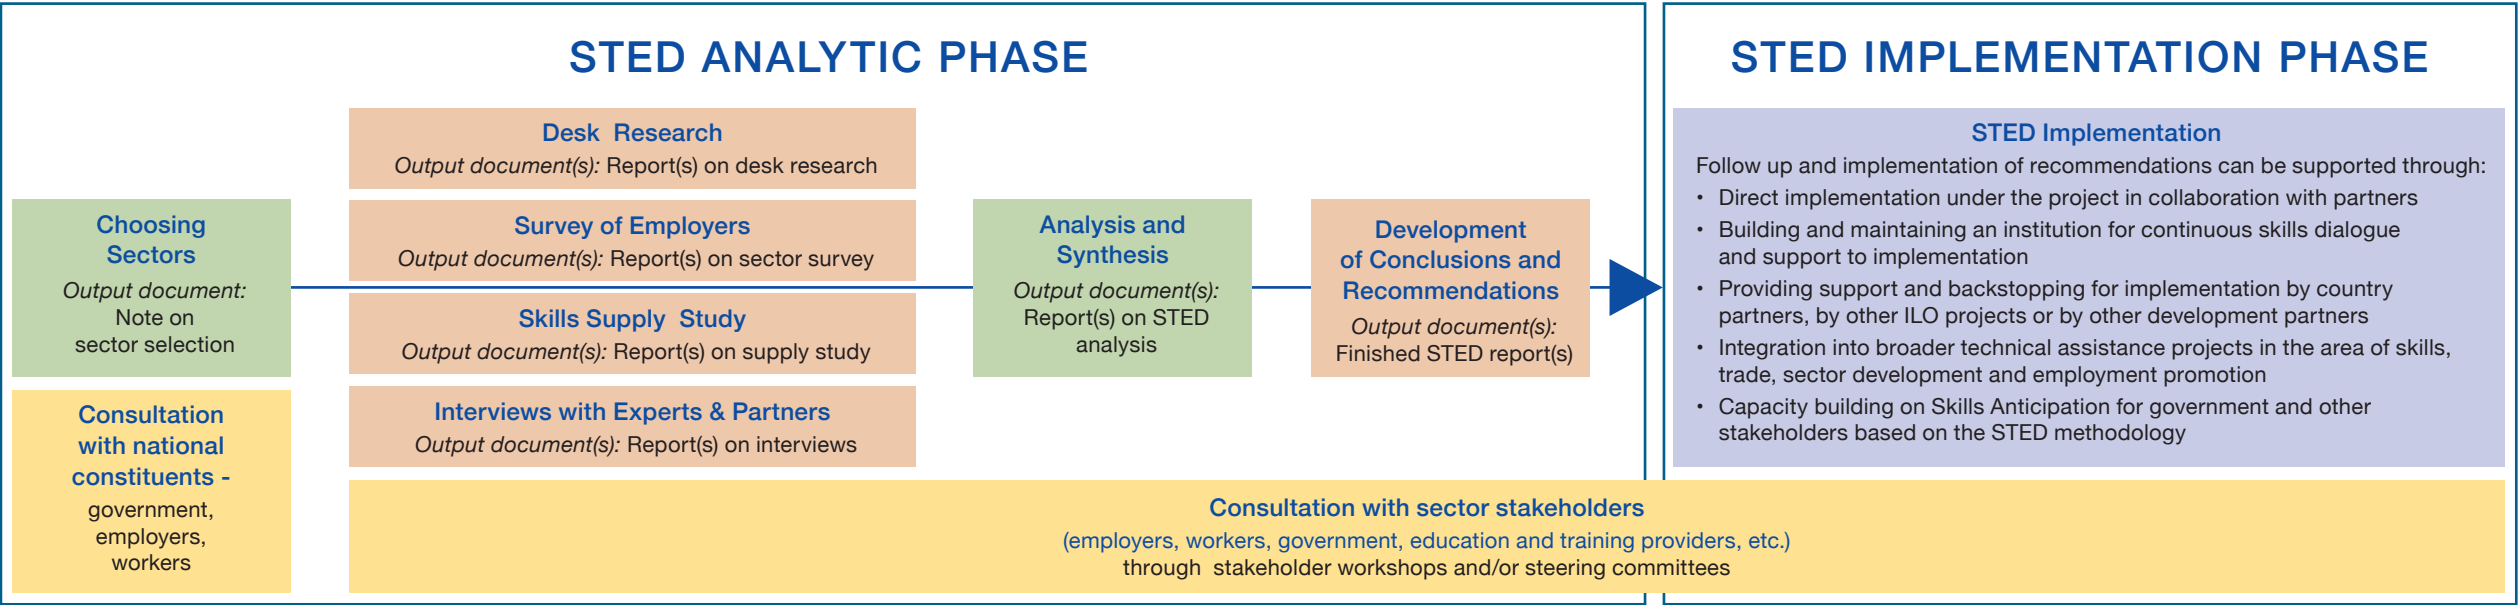 STED ANALYTIC PHASE
Choosing
Sectors
Output document:
Note on
sector selection
Consultation
with national
constituents -
government,
employers,
workers
Desk Research
Output document(s): Report(s) on desk research
Survey of Employers
Output document(s): Report(s) on sector survey
Skills Supply Study
Output document(s): Report(s) on supply study
Interviews with Experts & Partners
Output document(s): Report(s) on interviews
Analysis and
Synthesis
Output document(s):
Report(s) on STED
analysis
Development
of Conclusions and
Recommendations
Output document(s):
Finished STED report(s)
STED IMPLEMENTATION PHASE
STED Implementation
Follow up and implementation of recommendations can be supported through:
• Direct implementation under the project in collaboration with partners
• Building and maintaining an institution for continuous skills dialogue
and support to implementation
• Providing support and backstopping for implementation by country
partners, by other ILO projects or by other development partners
• Integration into broader technical assistance projects in the area of skills,
trade, sector development and employment promotion
• Capacity building on Skills Anticipation for government and other
stakeholders based on the STED methodology
Consultation with sector stakeholders
(employers, workers, government, education and training providers, etc.)
through stakeholder workshops and/or steering committees